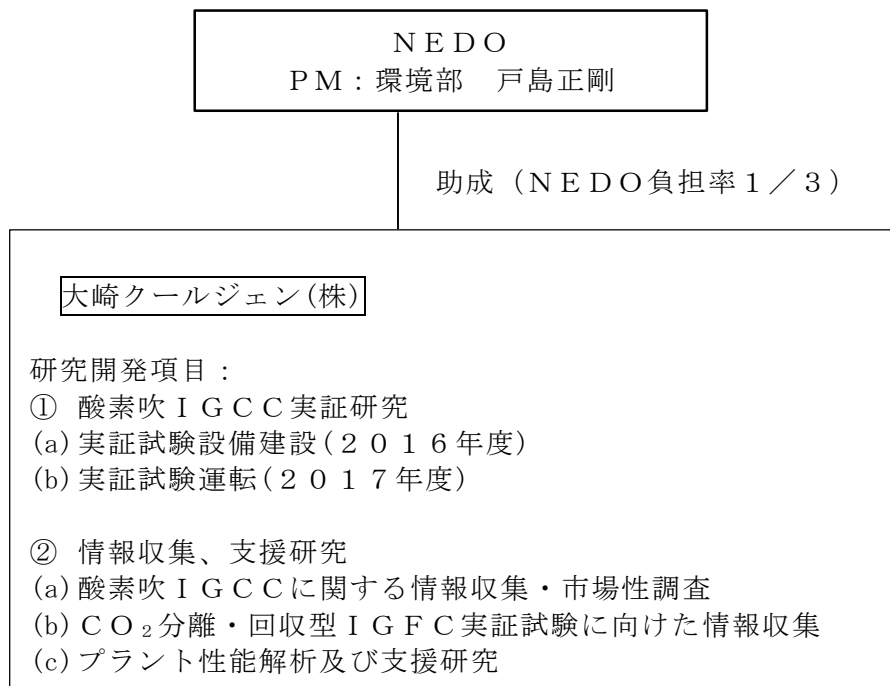 ＮＥＤＯ
ＰＭ：環境部　戸島正剛
助成（ＮＥＤＯ負担率１／３）
大崎クールジェン(株)
研究開発項目：
①　酸素吹ＩＧＣＣ実証研究
(a)実証試験設備建設(２０１６年度)
(b)実証試験運転(２０１７年度)
②　情報収集、支援研究
(a)酸素吹ＩＧＣＣに関する情報収集・市場性調査
(b)ＣＯ₂分離・回収型ＩＧＦＣ実証試験に向けた情報収集
(c)プラント性能解析及び支援研究